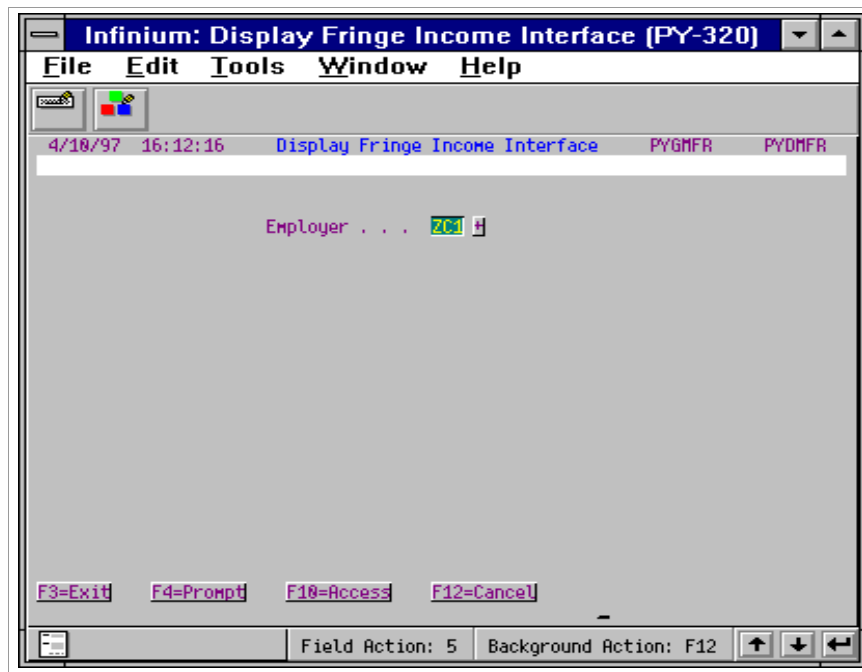 Infinium: Display Fringe Income Interface (PY-320)
File Edit Tools Window Help
4/10/97 16:12:16 Display Fringe Income Interface PYGMFR PYDMFR
Employer . . . ZC1 +
F3=Exit F4=Prompt F10=Access F12=Cancel
Field Action: 5 Background Action: F12